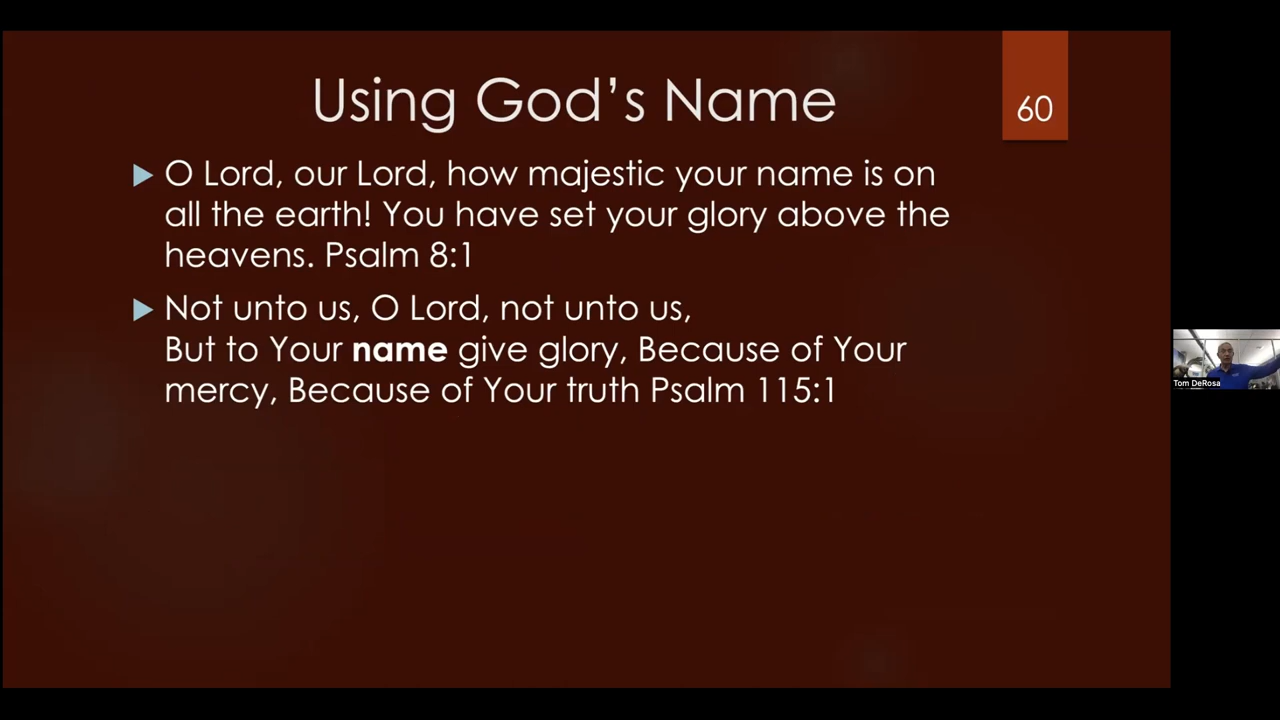 Using God's Name
60
O Lord, our Lord, how majestic your name is on
all the earth! You have set your glory above the
heavens. Psalm 8:1
Not unto us, O Lord, not unto us,
But to Your name give glory, Because of Your
mercy, Because of Your truth Psalm 115:1
Tom DeRosa